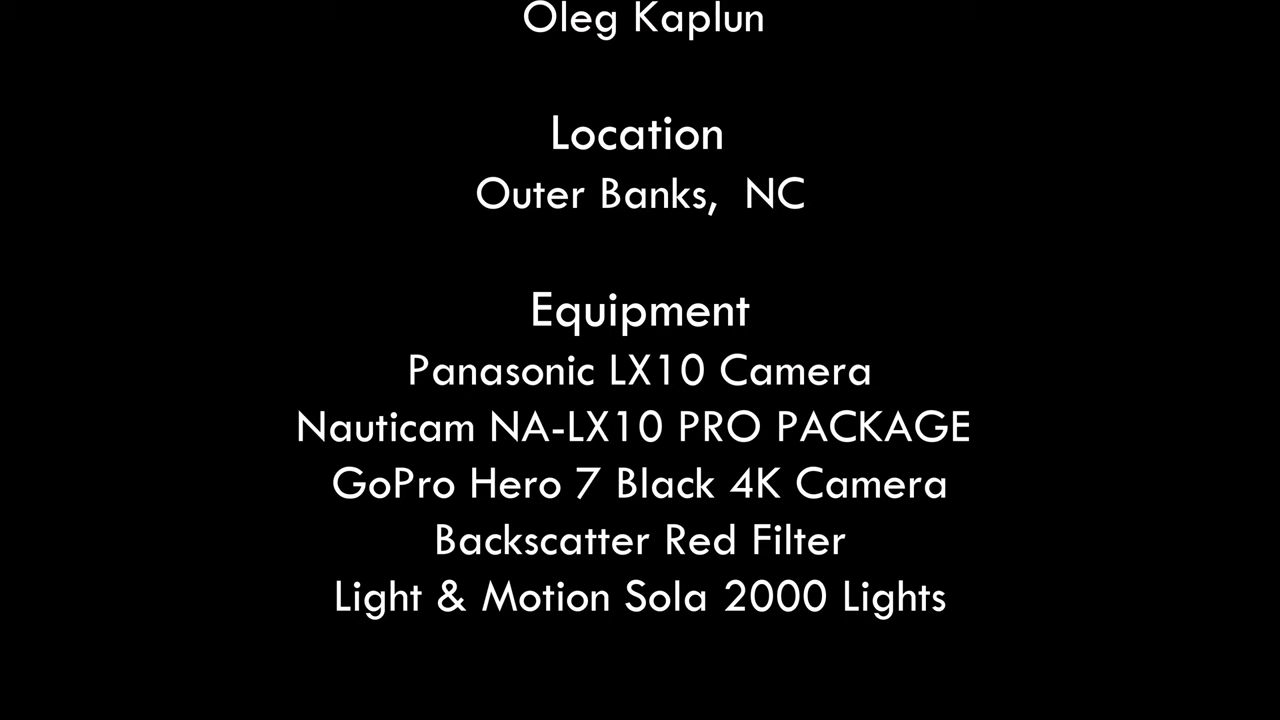 Oleg Kaplun
Location
Outer Banks, NC
Equipment
Panasonic LX10 Camera
Nauticam NA-LX10 PRO PACKAGE
GoPro Hero 7 Black 4K Camera
Backscatter Red Filter
Light & Motion Sola 2000 Lights